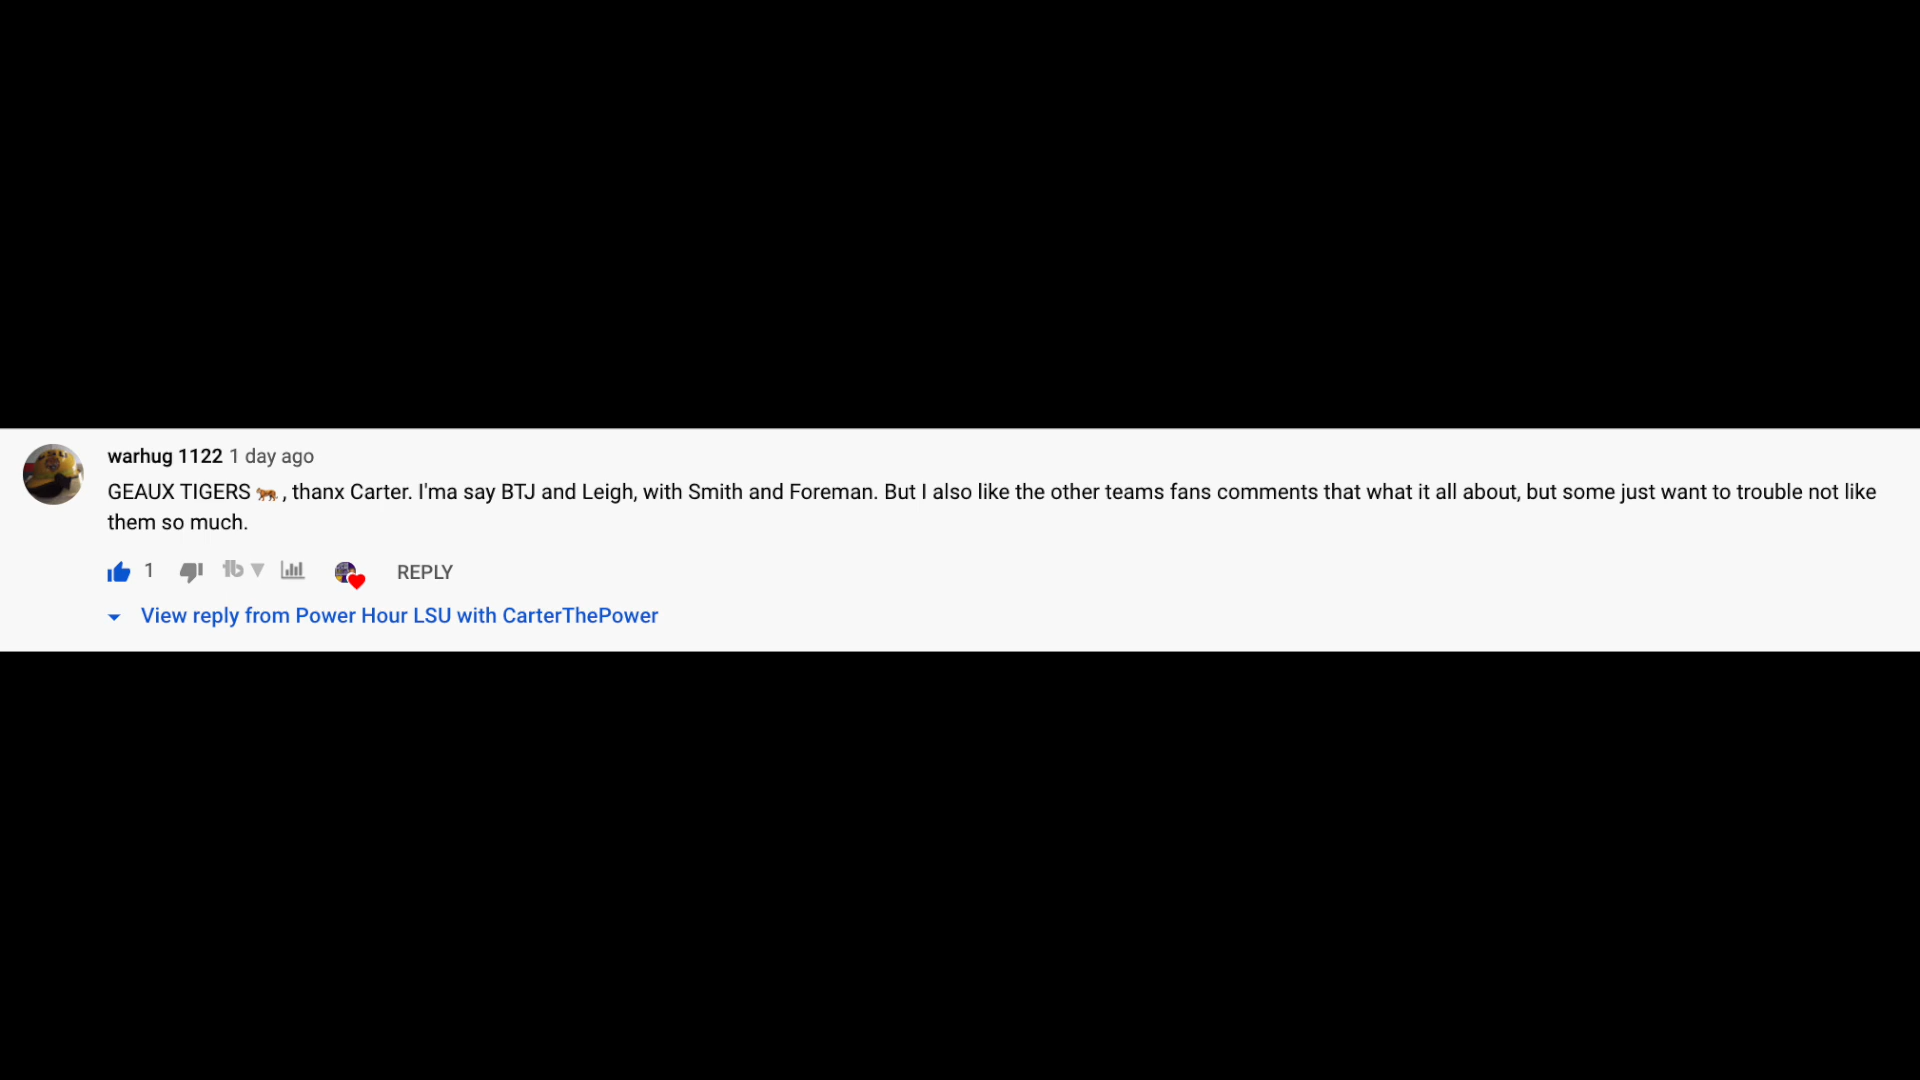 warhug 1122 1 day ago
GEAUX TIGERS 🐅 , thanx Carter. I'ma say BTJ and Leigh, with Smith and Foreman. But I also like the other teams fans comments that what it all about, but some just want to trouble not like
them so much.
1 tb REPLY
View reply from Power Hour LSU with CarterThePower